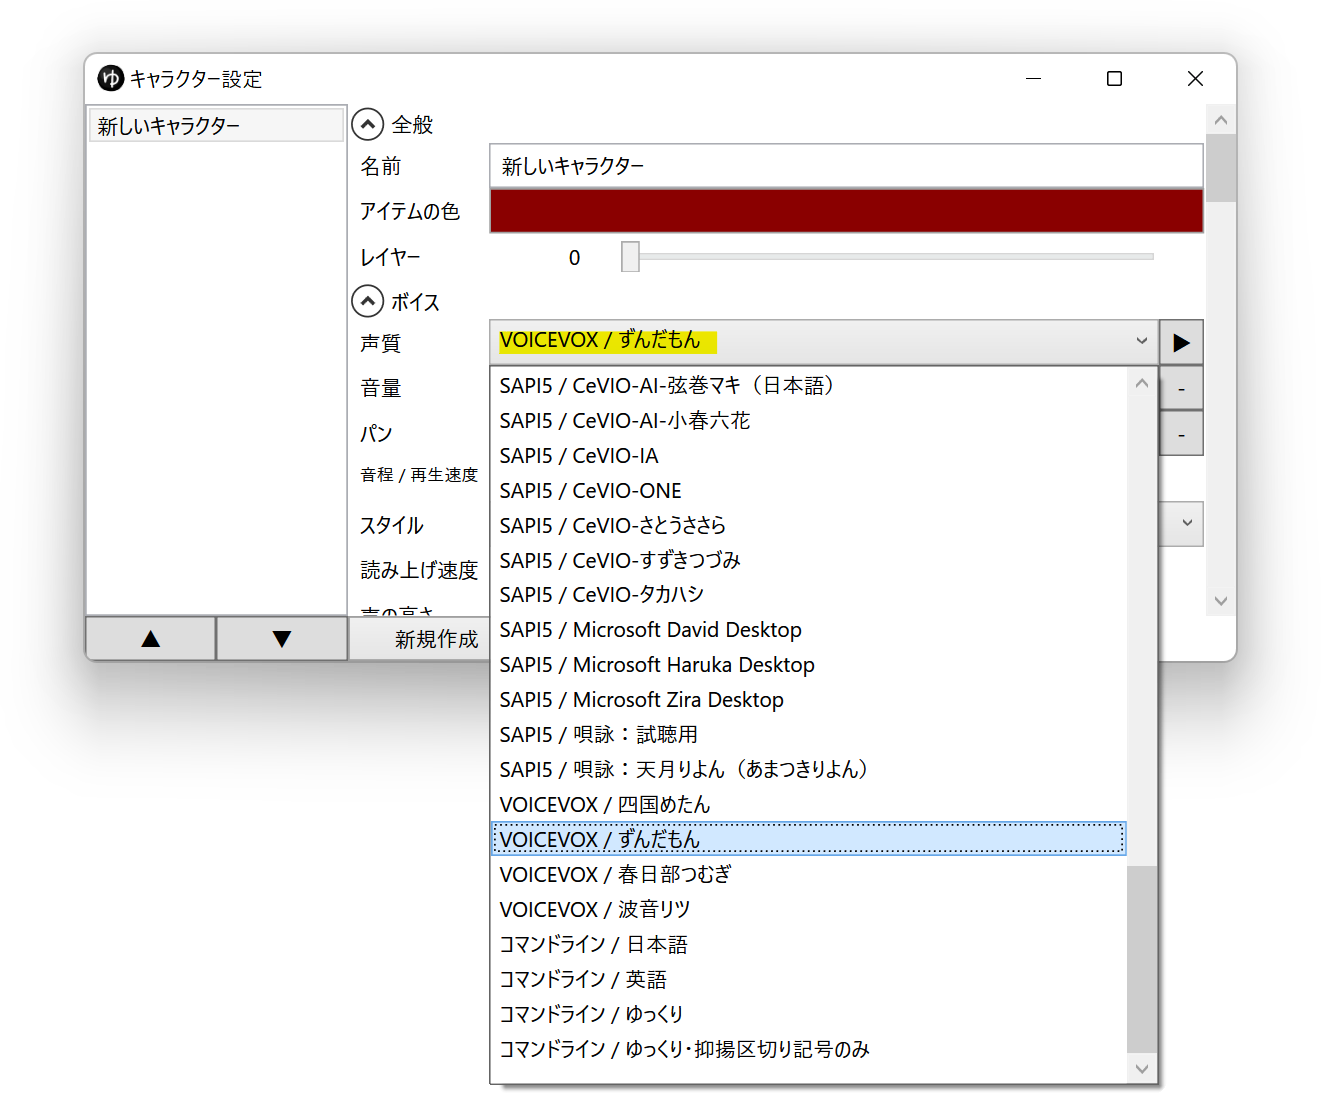 ゆ キャラクター設定
新しいキャラクター
全般
名前
新しいキャラクター
アイテムの色
レイヤー
0
ボイス
声質
VOICEVOX / ずんだもん
音量
-
パン
-
音程 / 再生速度
スタイル
読み上げ速度
声の高さ
▲
▼
新規作成
SAPI5 / CeVIO-AI-弦巻マキ（日本語）
SAPI5 / CeVIO-AI-小春六花
SAPI5 / CeVIO-IA
SAPI5 / CeVIO-ONE
SAPI5 / CeVIO-さとうささら
SAPI5 / CeVIO-すずきつづみ
SAPI5 / CeVIO-タカハシ
SAPI5 / Microsoft David Desktop
SAPI5 / Microsoft Haruka Desktop
SAPI5 / Microsoft Zira Desktop
SAPI5 / 唄詠：試聴用
SAPI5 / 唄詠：天月りよん（あまつきりよん）
VOICEVOX / 四国めたん
VOICEVOX / ずんだもん
VOICEVOX / 春日部つむぎ
VOICEVOX / 波音リツ
コマンドライン / 日本語
コマンドライン / 英語
コマンドライン / ゆっくり
コマンドライン / ゆっくり・抑揚区切り記号のみ